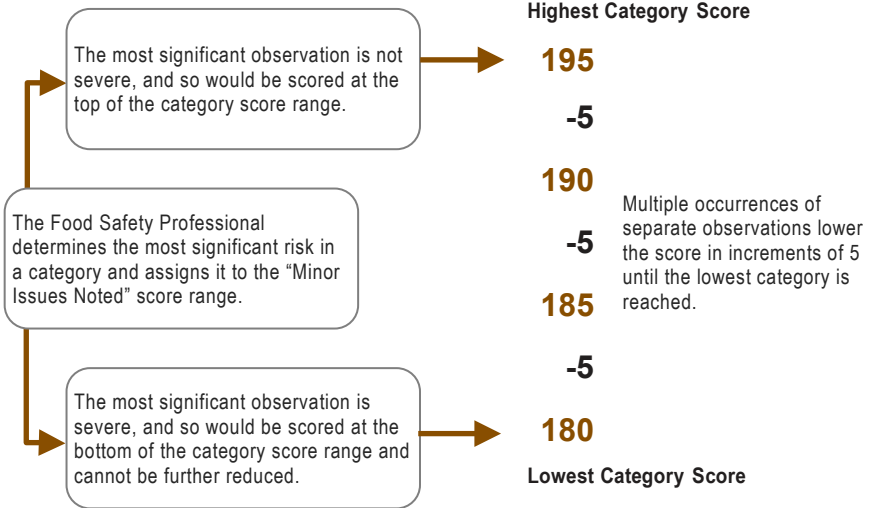 Highest Category Score
The most significant observation is not
severe, and so would be scored at the
top of the category score range.
195
-5
190
The Food Safety Professional
determines the most significant risk in
a category and assigns it to the “Minor
Issues Noted” score range.
-5
Multiple occurrences of
separate observations lower
the score in increments of 5
until the lowest category is
reached.
185
-5
The most significant observation is
severe, and so would be scored at the
bottom of the category score range and
cannot be further reduced.
180
Lowest Category Score